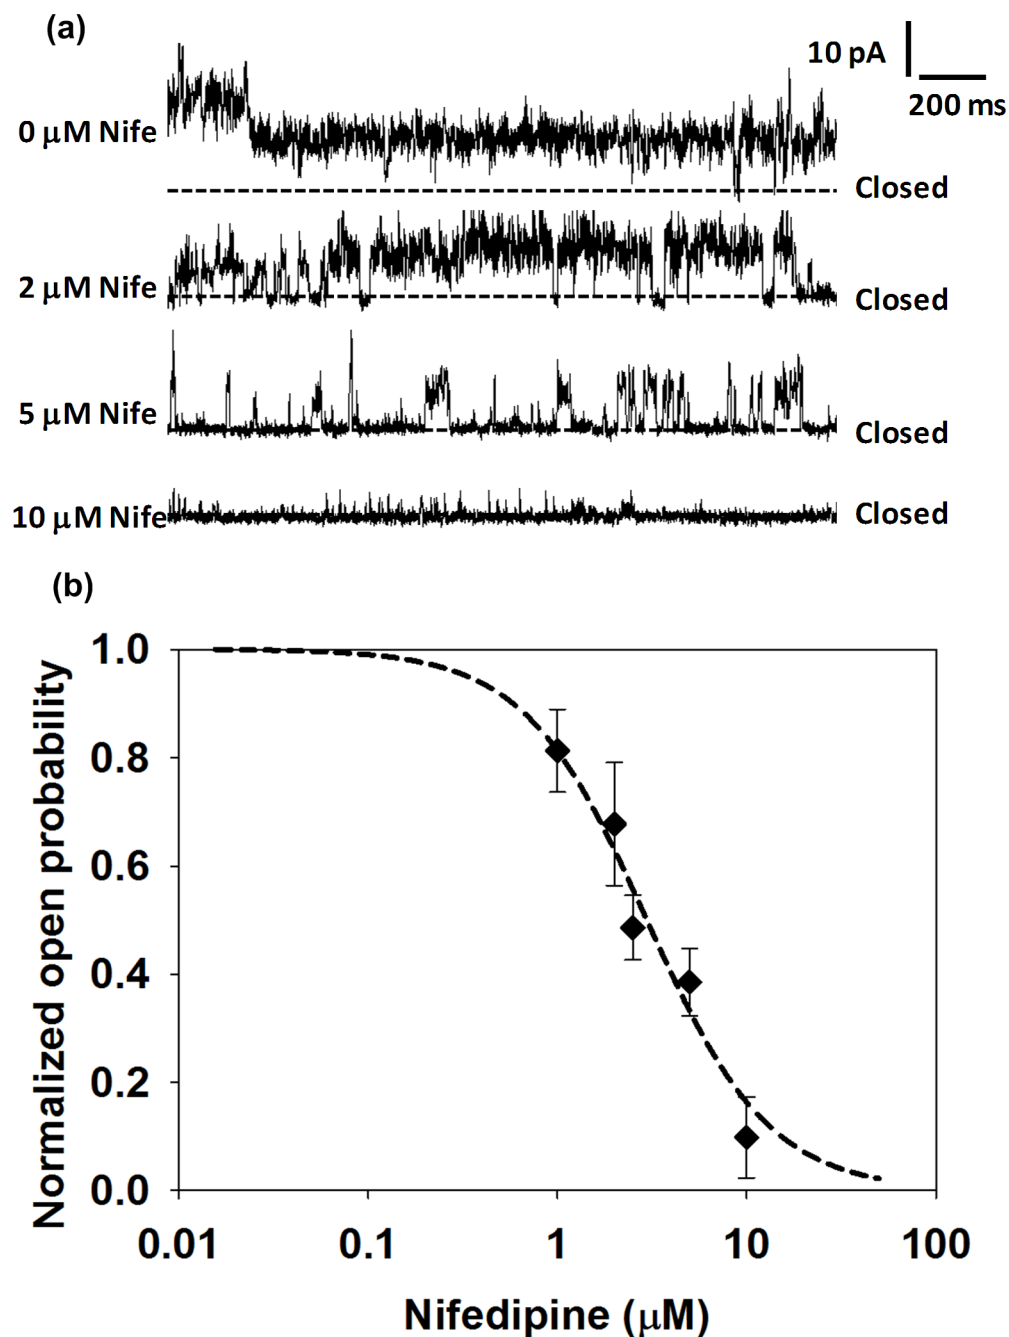 (a)
10 pA
200 ms
0 μM Nife
Closed
2 μM Nife
Closed
5 μM Nife
Closed
10 μM Nife
Closed
(b)
Normalized open probability
1.0
0.8
0.6
0.4
0.2
0.0
0.01
0.1
1
10
100
Nifedipine (μM)